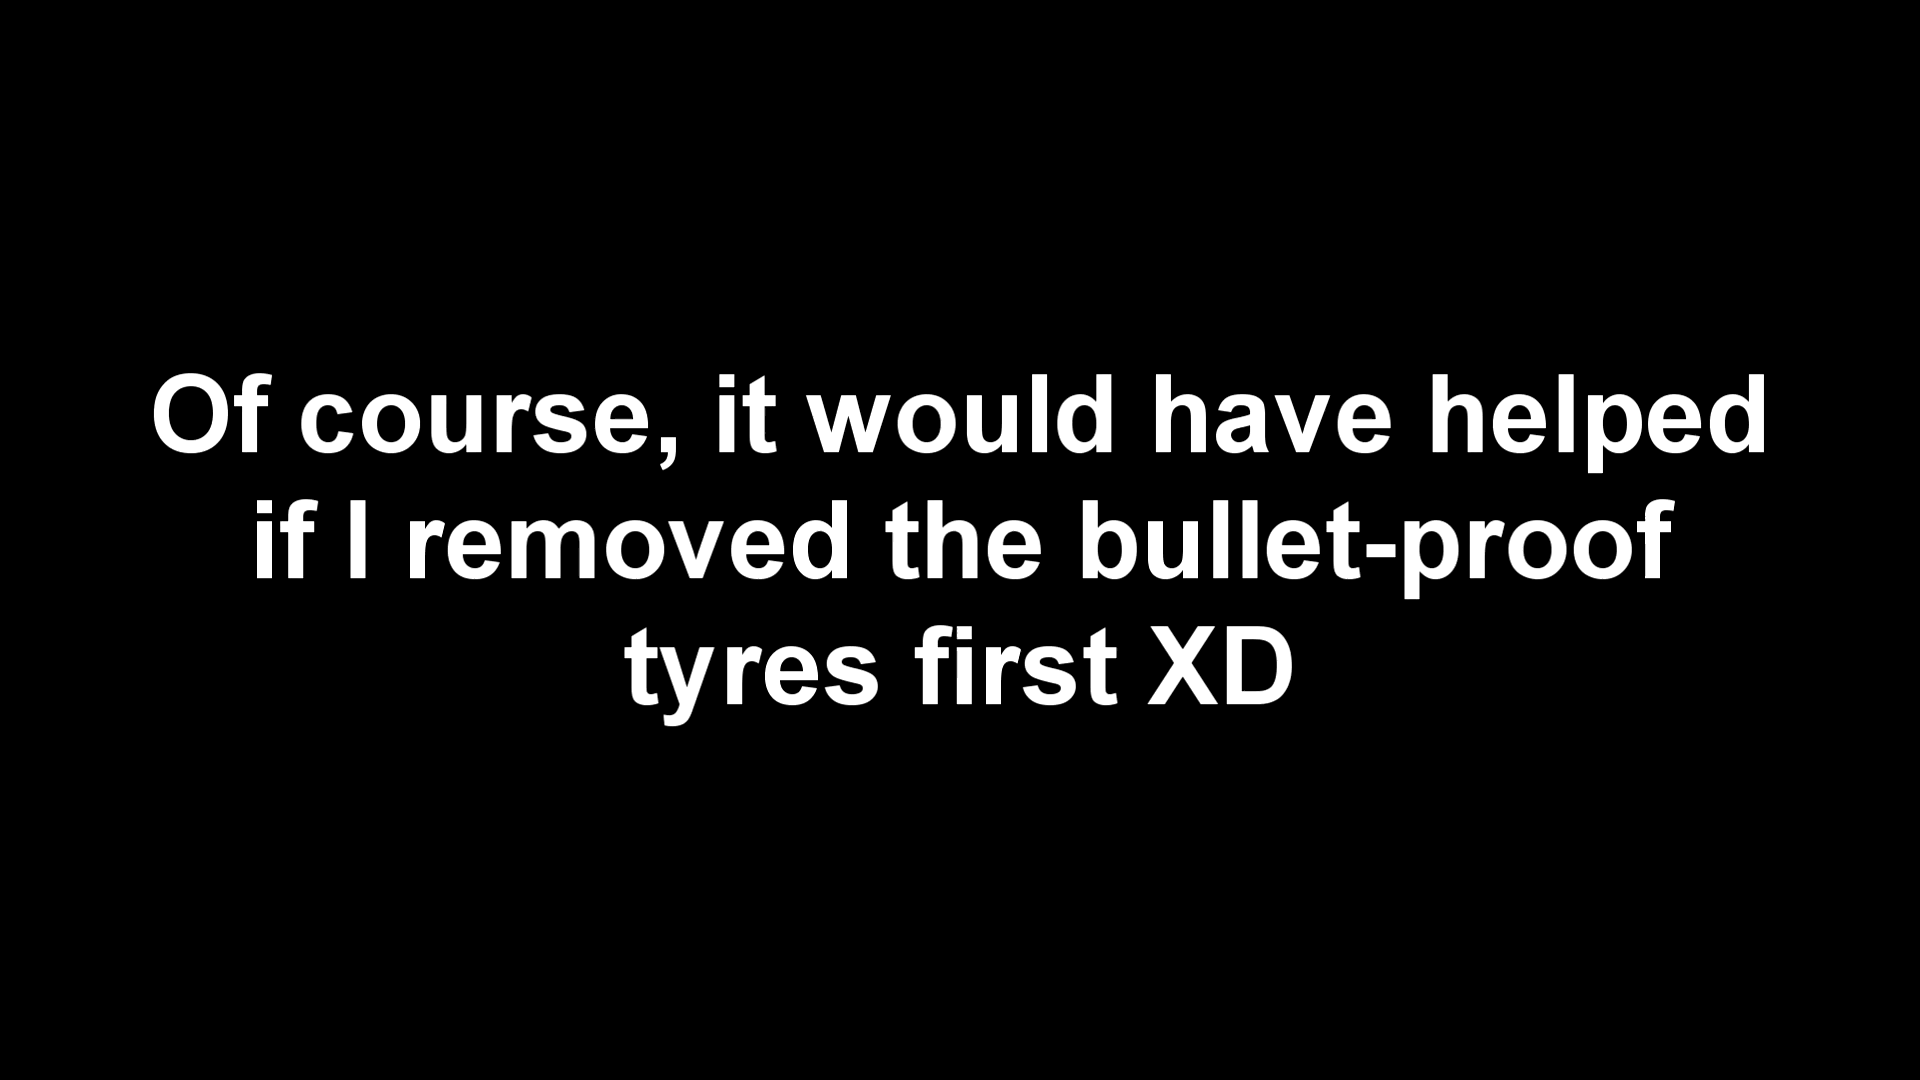 Of course, it would have helped
if I removed the bullet-proof
tyres first XD